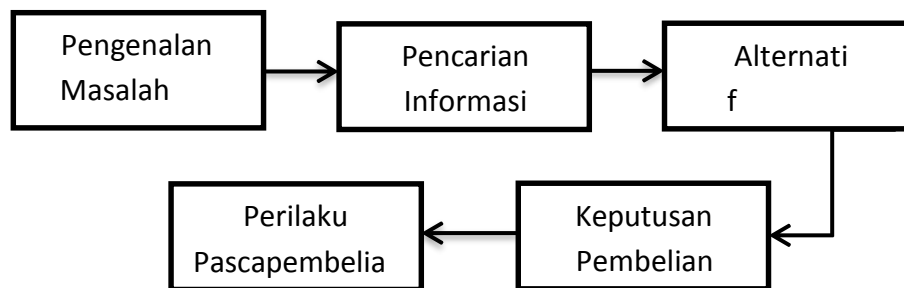 Pengenalan
Masalah
Pencarian
Informasi
Alternati
f
Keputusan
Pembelian
Perilaku
Pascapembelia